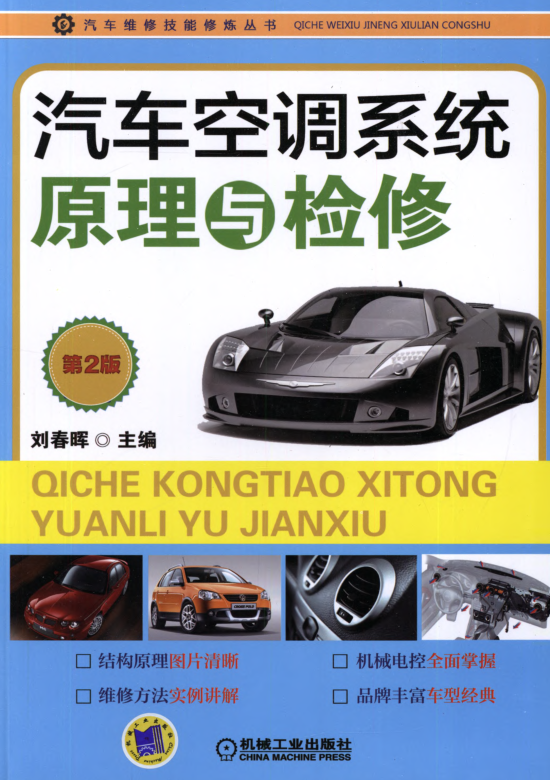 汽车维修技能修炼丛书 QICHE WEIXIU JINENG XIULIAN CONGSHU
汽车空调系统
原理与检修
第2版
刘春晖 ◎ 主编
QICHE KONGTIAO XITONG
YUANLI YU JIANXIU
□ 结构原理图片清晰
□ 机械电控全面掌握
□ 维修方法实例讲解
□ 品牌丰富车型经典
机械工业出版社
CHINA MACHINE PRESS